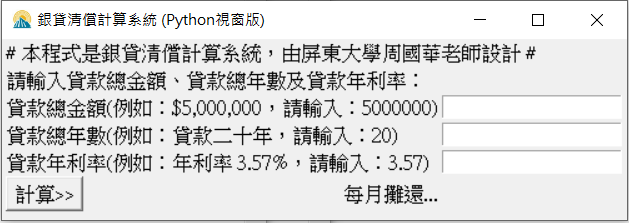 銀貸清償計算系統 (Python視窗版)
# 本程式是銀貸清償計算系統，由屏東大學周國華老師設計 #
請輸入貸款總金額、貸款總年數及貸款年利率：
貸款總金額(例如：$5,000,000，請輸入：5000000)
貸款總年數(例如：貸款二十年，請輸入：20)
貸款年利率(例如：年利率 3.57%，請輸入：3.57)
計算>> 每月攤還...